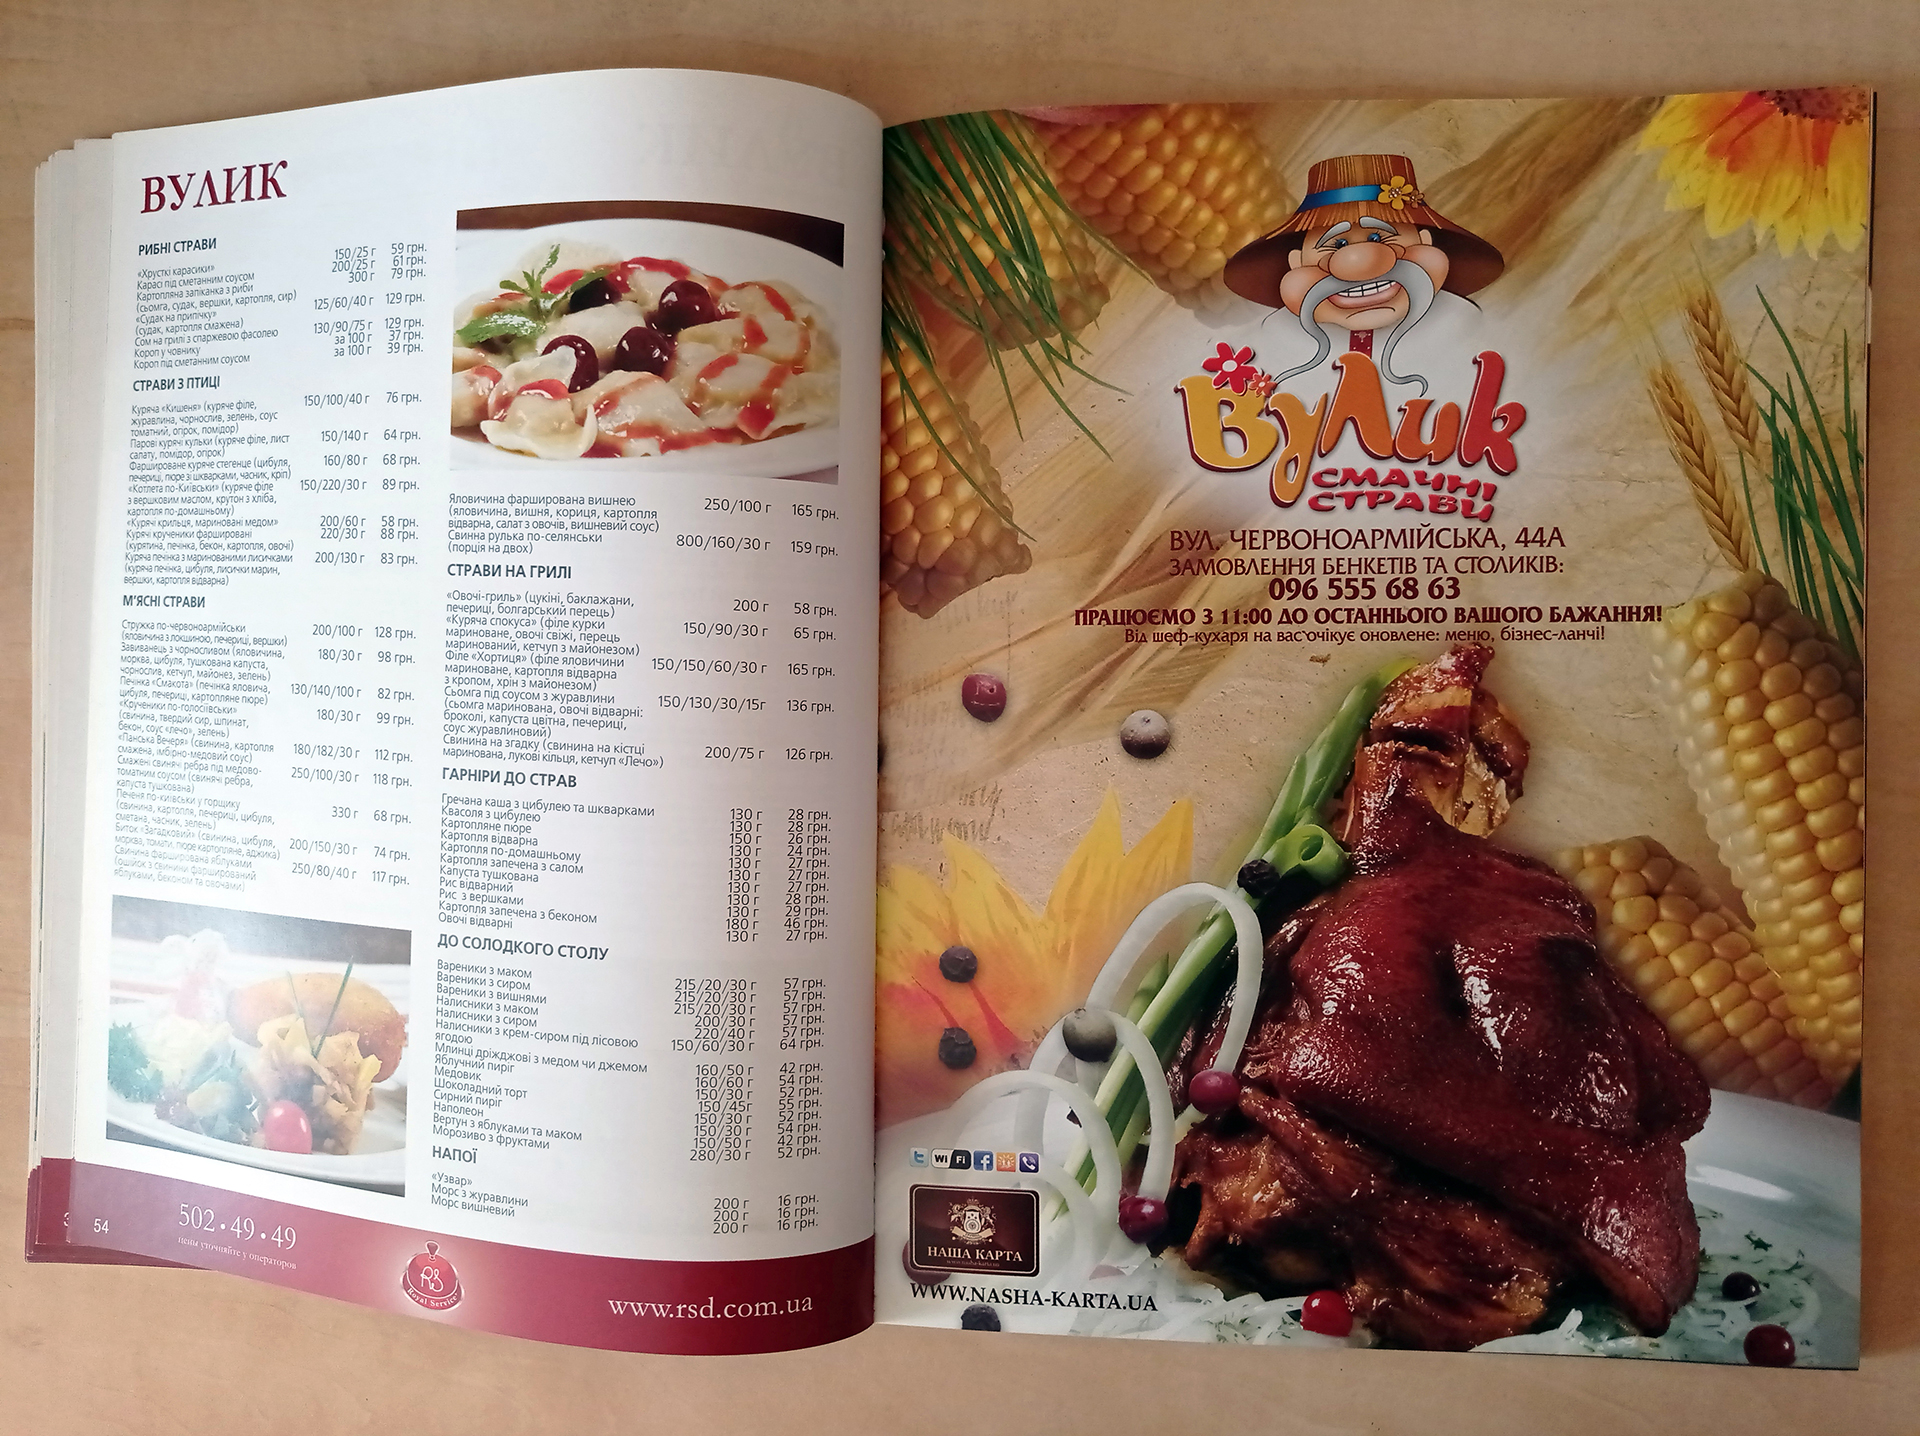 ВУЛИК
РИБНІ СТРАВИ
«Хрусткі карасики» 150/25 г 59 грн.
Карасі під сметанним соусом 200/25 г 61 грн.
Картопляна запіканка з риби 300 г 79 грн.
(сьомга, судак, вершки, картопля, сир)
«Судак на припічку» 125/60/40 г 129 грн.
(судак, картопля смажена)
Сом на грилі з спаржевою фасолею 130/90/75 г 129 грн.
Короп у човнику за 100 г 37 грн.
Короп під сметанним соусом за 100 г 39 грн.
СТРАВИ З ПТИЦІ
Куряча «Кишеня» (куряче філе, 150/100/40 г 76 грн.
журавлина, чорнослив, зелень, соус
томатний, огірок, помідор)
Парові курячі кульки (куряче філе, лист 150/140 г 64 грн.
салату, помідор, огірок)
Фаршироване куряче стегенце (цибуля, 160/80 г 68 грн.
печериці, пюре зі шкварками, часник, кріп)
«Котлета по-Київськи» (куряче філе 150/220/30 г 89 грн.
з вершковим маслом, крутон з хліба,
картопля по-домашньому)
«Курячі крильця, мариновані медом» 200/60 г 58 грн.
Курячі крученики фаршировані 220/30 г 88 грн.
(курятина, печінка, бекон, картопля, овочі)
Куряча печінка з маринованими лисичками 200/130 г 83 грн.
(куряча печінка, цибуля, лисички марин,
вершки, картопля відварна)
М'ЯСНІ СТРАВИ
Стружка по-червоноармійськи 200/100 г 128 грн.
(яловичина з локшиною, печериці, вершки)
Завиванець з чорносливом (яловичина, 180/30 г 98 грн.
морква, цибуля, тушкована капуста,
чорнослив, кетчуп, майонез, зелень)
Печінка «Смакота» (печінка яловича, 130/140/100 г 82 грн.
цибуля, печериці, картопляне пюре)
«Крученики по-голосіївськи» 180/30 г 99 грн.
(свинина, твердий сир, шпинат,
бекон, соус «лечо», зелень)
«Панська Вечеря» (свинина, картопля 180/182/30 г 112 грн.
смажена, імбірно-медовий соус)
Смажені свинячі ребра під медово- 250/100/30 г 118 грн.
томатним соусом (свинячі ребра,
капуста тушкована)
Печеня по-київськи у горщику 330 г 68 грн.
(свинина, картопля, печериці, цибуля,
сметана, часник, зелень)
Биток «Загадковий» (свинина, цибуля, 200/150/30 г 74 грн.
морква, томати, пюре картопляне, аджика)
Свинина фарширована яблуками 250/80/40 г 117 грн.
(ошийок з свинини фарширований
яблуками, беконом та овочами)
Яловичина фарширована вишнею 250/100 г 165 грн.
(яловичина, вишня, кориця, картопля
відварна, салат з овочів, вишневий соус)
Свинна рулька по-селянськи 800/160/30 г 159 грн.
(порція на двох)
СТРАВИ НА ГРИЛІ
«Овочі-гриль» (цукіні, баклажани, 200 г 58 грн.
печериці, болгарський перець)
«Куряча спокуса» (філе курки 150/90/30 г 65 грн.
мариноване, овочі свіжі, перець
маринований, кетчуп з майонезом)
Філе «Хортиця» (філе яловичини 150/150/60/30 г 165 грн.
мариноване, картопля відварна
з кропом, хрін з майонезом)
Сьомга під соусом з журавлини 150/130/30/15г 136 грн.
(сьомга маринована, овочі відварні:
броколі, капуста цвітна, печериці,
соус журавлиновий)
Свинина на згадку (свинина на кістці 200/75 г 126 грн.
маринована, лукові кільця, кетчуп «Лечо»)
ГАРНІРИ ДО СТРАВ
Гречана каша з цибулею та шкварками 130 г 28 грн.
Квасоля з цибулею 130 г 28 грн.
Картопляне пюре 150 г 26 грн.
Картопля відварна 130 г 24 грн.
Картопля по-домашньому 130 г 27 грн.
Картопля запечена з салом 130 г 27 грн.
Капуста тушкована 130 г 27 грн.
Рис відварний 130 г 28 грн.
Рис з вершками 130 г 29 грн.
Картопля запечена з беконом 180 г 46 грн.
Овочі відварні 130 г 27 грн.
ДО СОЛОДКОГО СТОЛУ
Вареники з маком 215/20/30 г 57 грн.
Вареники з сиром 215/20/30 г 57 грн.
Вареники з вишнями 215/20/30 г 57 грн.
Налисники з маком 200/30 г 57 грн.
Налисники з сиром 220/40 г 57 грн.
Налисники з крем-сиром під лісовою 150/60/30 г 64 грн.
ягодою
Млинці дріжджові з медом чи джемом 160/50 г 42 грн.
Яблучний пиріг 160/60 г 54 грн.
Медовик 150/30 г 52 грн.
Шоколадний торт 150/45г 55 грн.
Сирний пиріг 150/30 г 52 грн.
Наполеон 150/30 г 54 грн.
Вертун з яблуками та маком 150/50 г 42 грн.
Морозиво з фруктами 280/30 г 52 грн.
НАПОЇ
«Узвар» 200 г 16 грн.
Морс з журавлини 200 г 16 грн.
Морс вишневий 200 г 16 грн.
54
502•49•49
цены уточняйте у операторов
RS
Royal Service
www.rsd.com.ua
Вулик
СМАЧНІ
СТРАВИ
ВУЛ. ЧЕРВОНОАРМІЙСЬКА, 44А
ЗАМОВЛЕННЯ БЕНКЕТІВ ТА СТОЛИКІВ:
096 555 68 63
ПРАЦЮЄМО З 11:00 ДО ОСТАННЬОГО ВАШОГО БАЖАННЯ!
Від шеф-кухаря на вас очікує оновлене: меню, бізнес-ланчі!
Wi Fi
НАША КАРТА
www.nasha-karta.ua
WWW.NASHA-KARTA.UA